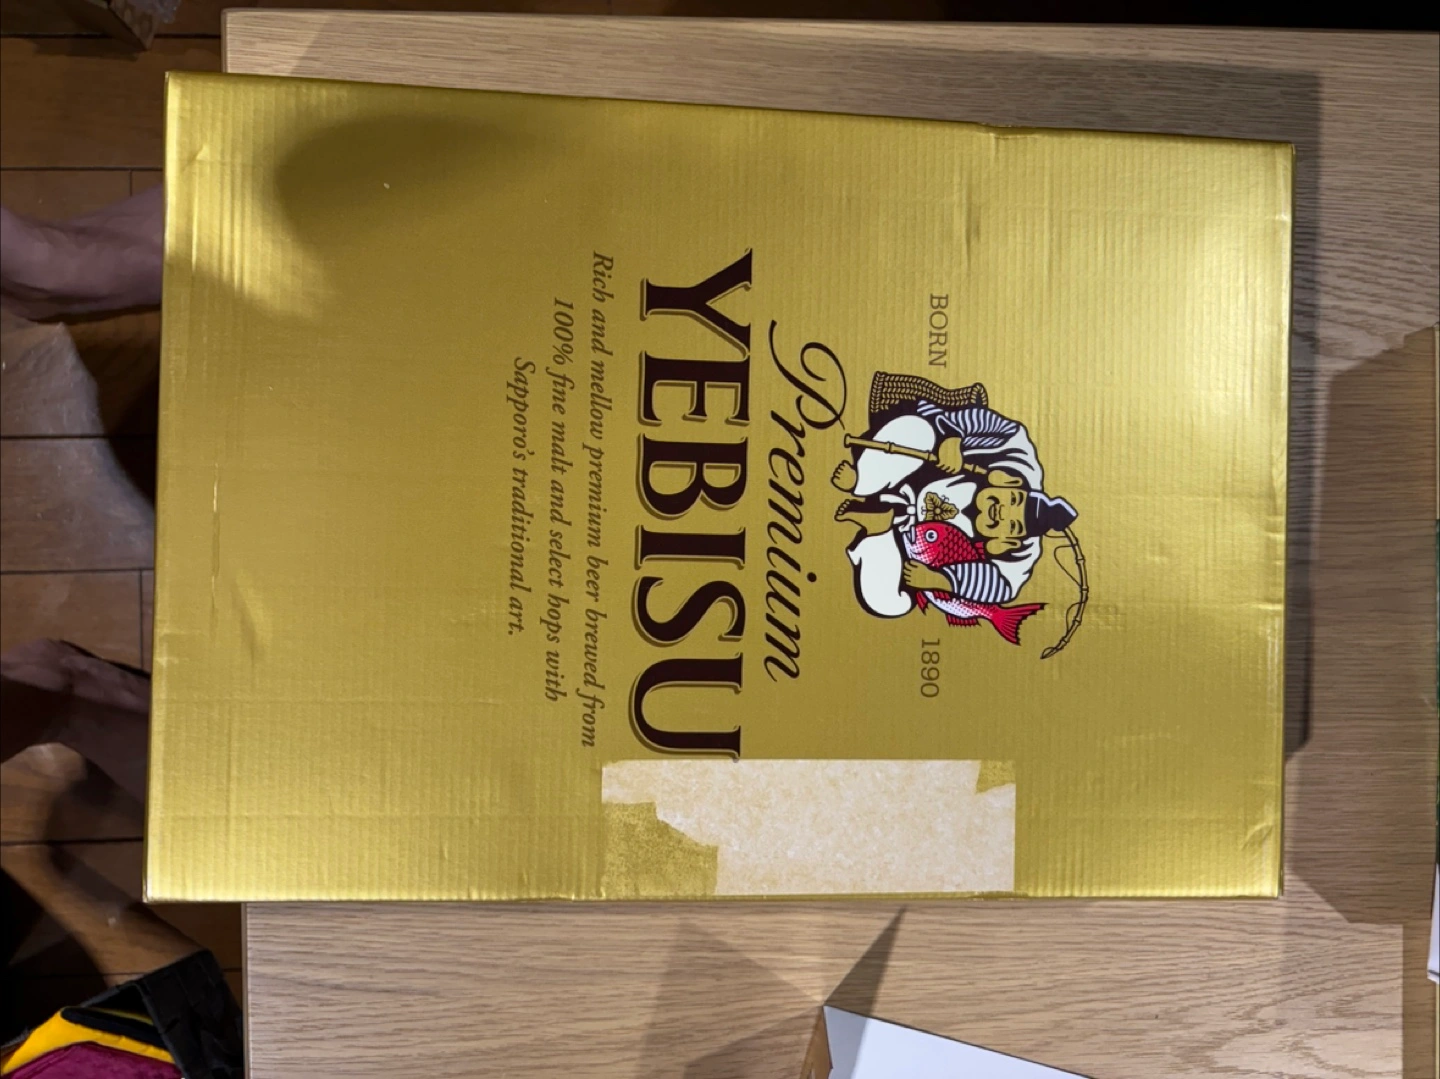 BORN 1890
Premium
YEBISU
Rich and mellow premium beer brewed from
100% fine malt and select hops with
Sapporo's traditional art.